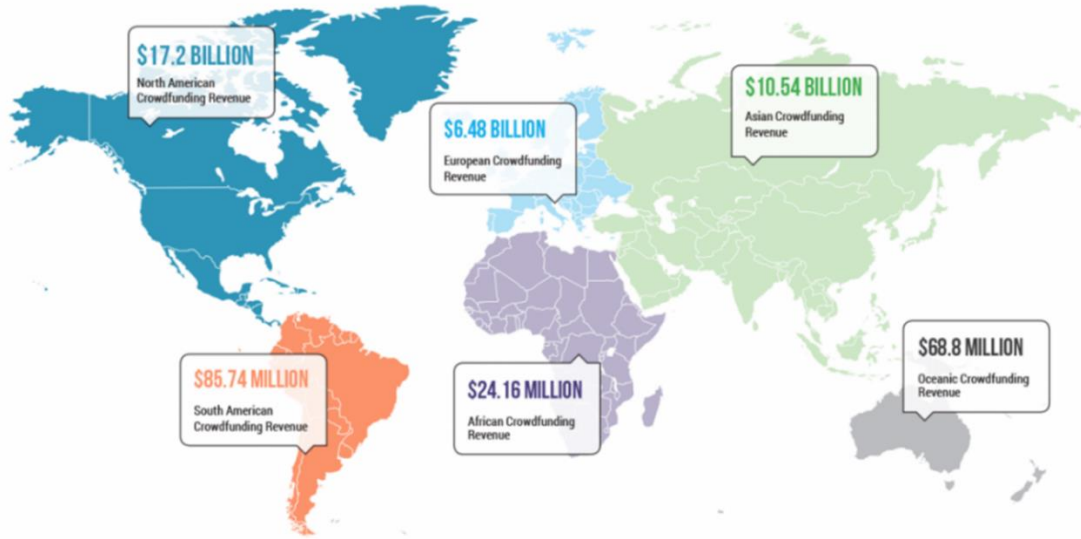 $17.2 BILLION
North American
Crowdfunding Revenue
$6.48 BILLION
European Crowdfunding
Revenue
$10.54 BILLION
Asian Crowdfunding
Revenue
$85.74 MILLION
South American
Crowdfunding Revenue
$24.16 MILLION
African Crowdfunding
Revenue
$68.8 MILLION
Oceanic Crowdfunding
Revenue